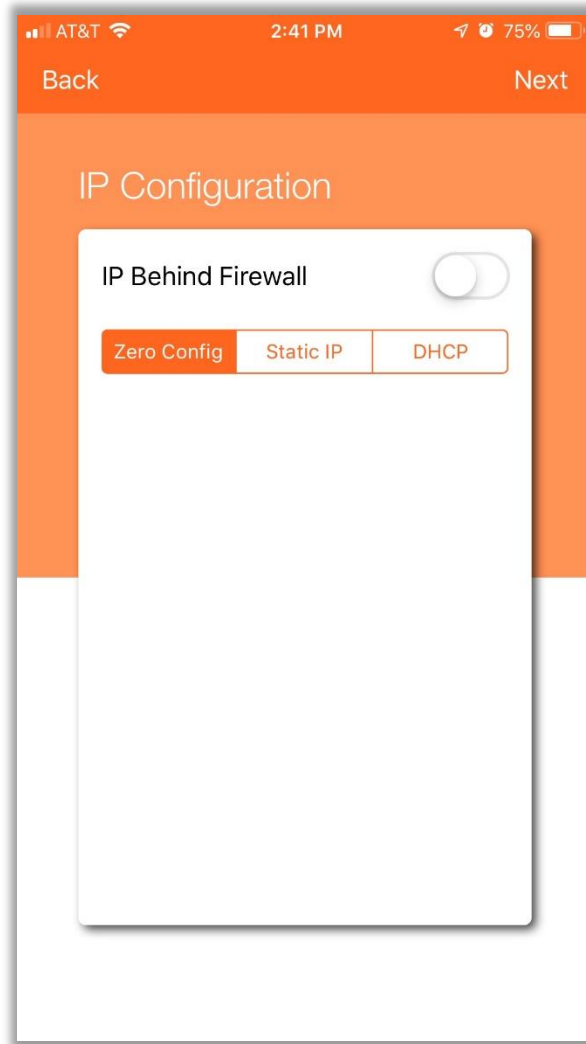 AT&T 2:41 PM 75%
Back Next
IP Configuration
IP Behind Firewall
Zero Config Static IP DHCP